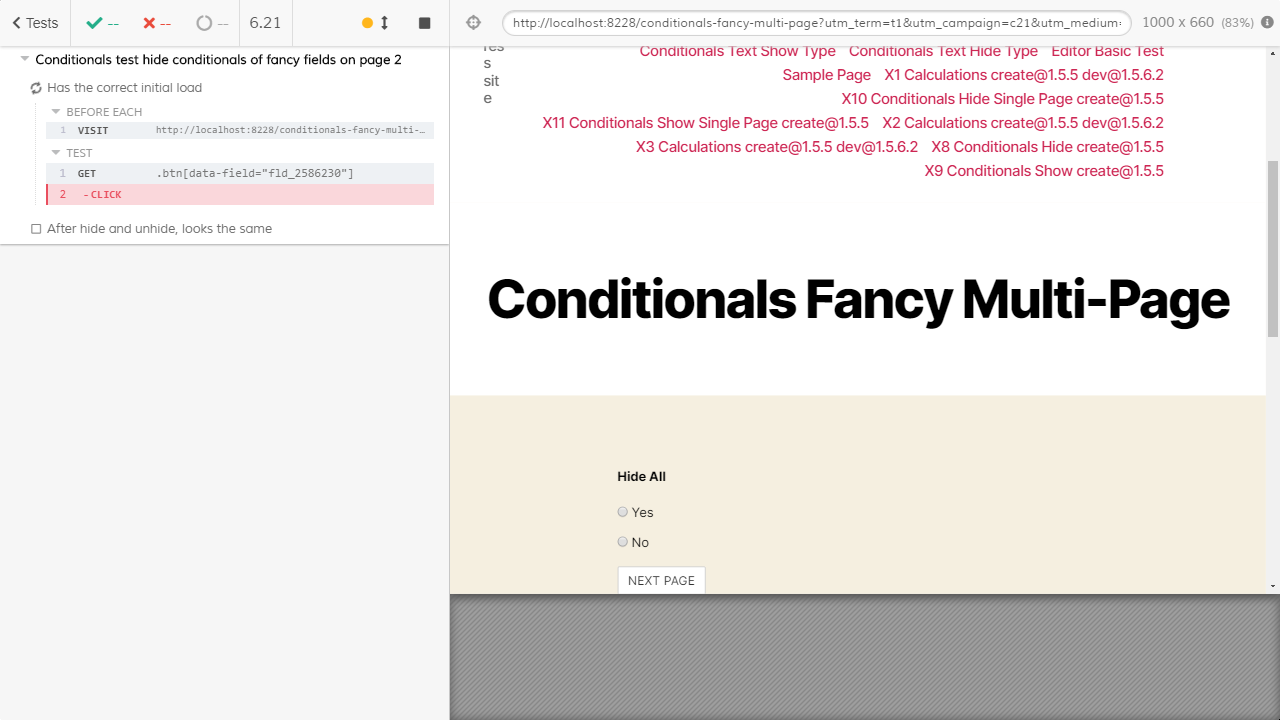 Tests
--
--
--
6.21
http://localhost:8228/conditionals-fancy-multi-page?utm_term=t1&utm_campaign=c21&utm_medium=
1000 x 660 (83%)
Conditionals test hide conditionals of fancy fields on page 2
Has the correct initial load
BEFORE EACH
1 VISIT http://localhost:8228/conditionals-fancy-multi-…
TEST
1 GET .btn[data-field="fld_2586230"]
2 -CLICK
After hide and unhide, looks the same
s
sit
e
Conditionals Text Show Type Conditionals Text Hide Type Editor Basic Test
Sample Page X1 Calculations create@1.5.5 dev@1.5.6.2
X10 Conditionals Hide Single Page create@1.5.5
X11 Conditionals Show Single Page create@1.5.5 X2 Calculations create@1.5.5 dev@1.5.6.2
X3 Calculations create@1.5.5 dev@1.5.6.2 X8 Conditionals Hide create@1.5.5
X9 Conditionals Show create@1.5.5
Conditionals Fancy Multi-Page
Hide All
Yes
No
NEXT PAGE